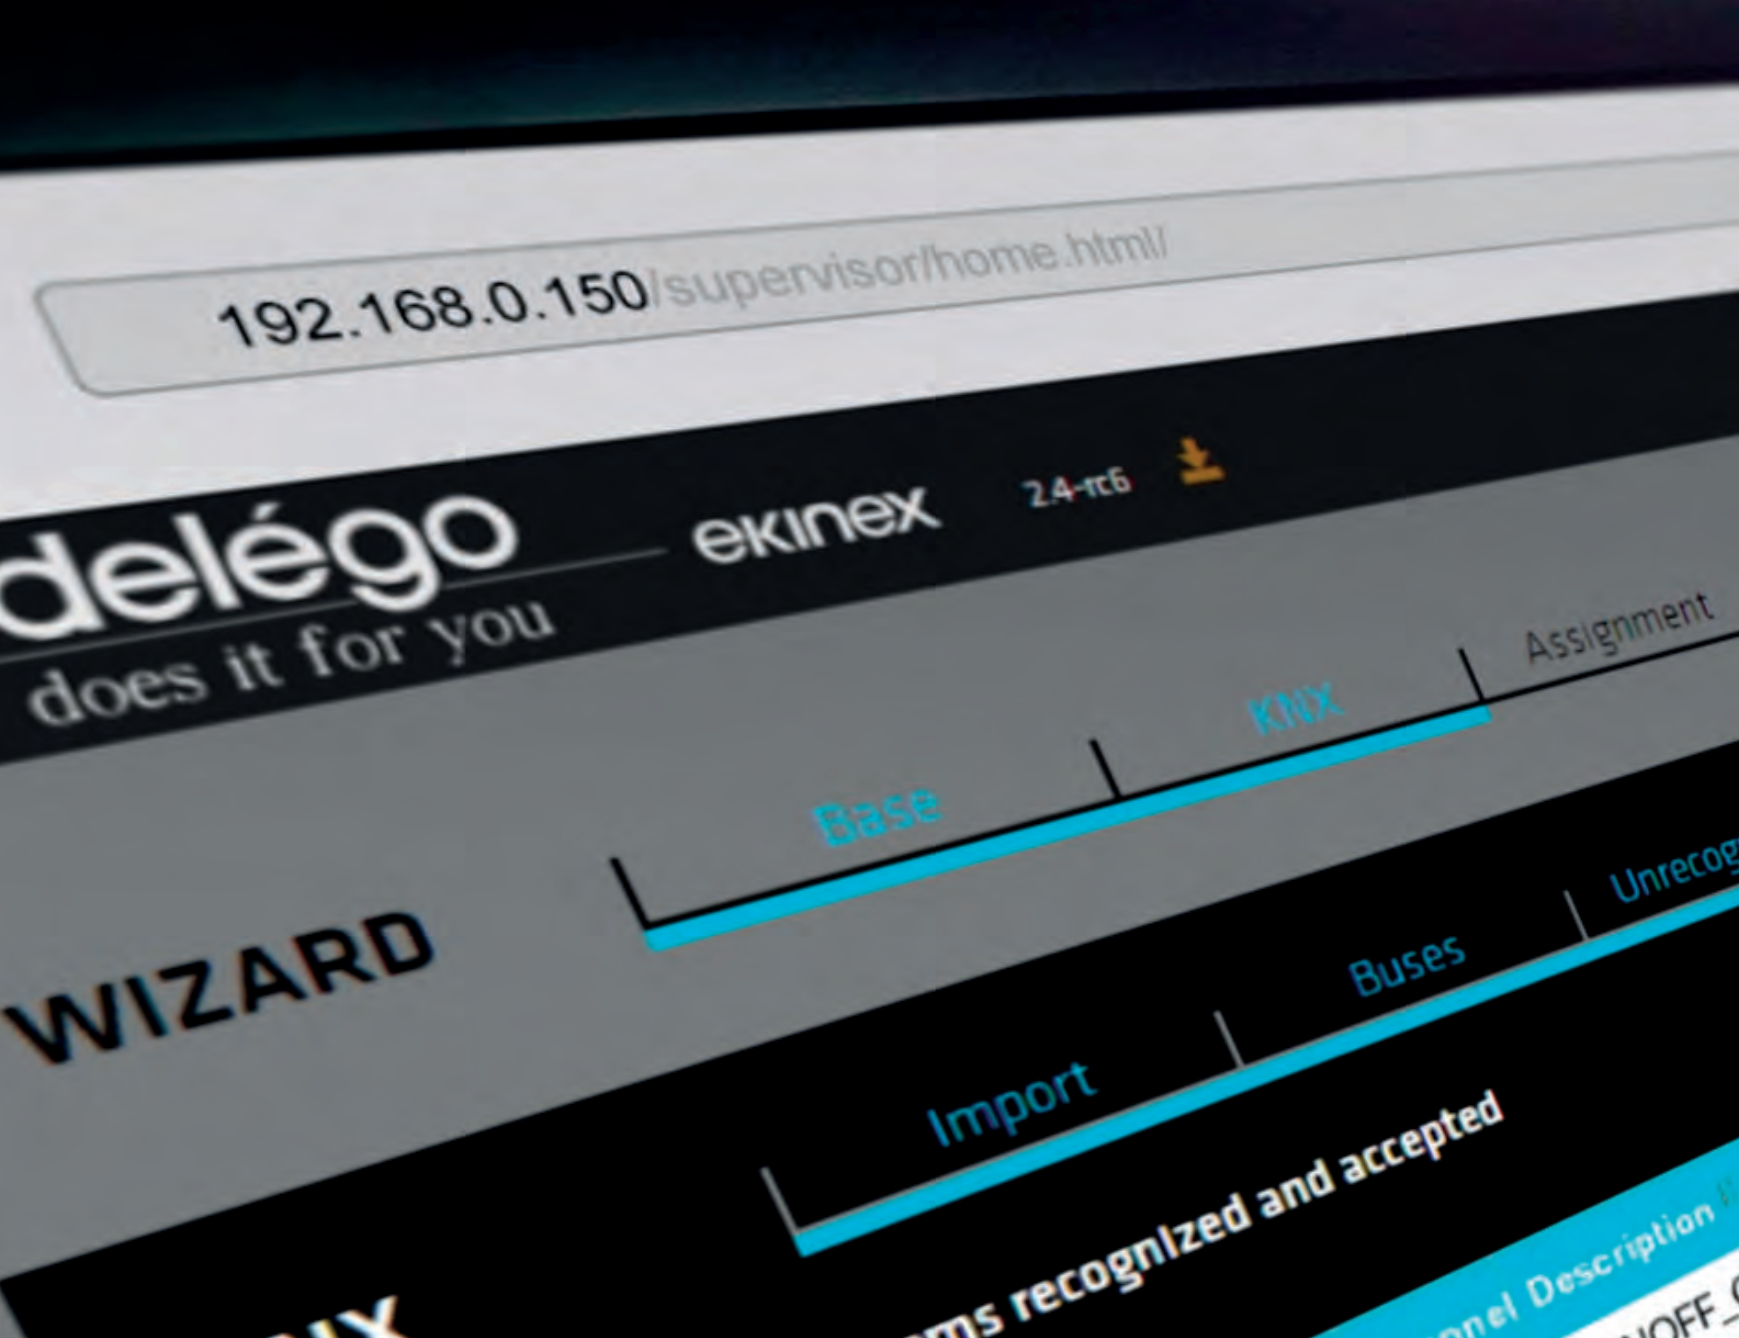 192.168.0.150/supervisor/home.html/
delégo ekinex 2.4-rc6
does it for you
WIZARD Base KNX Assignment
Import Buses
recognized and accepted
Description